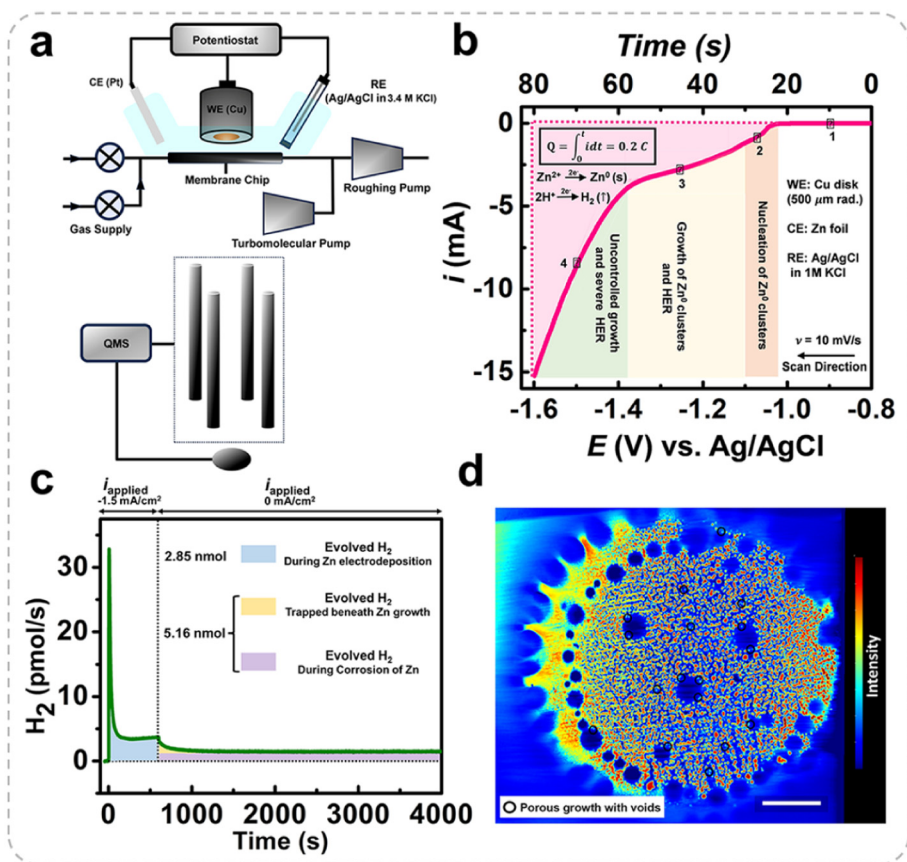 a
Potentiostat
CE (Pt)
WE (Cu)
RE
(Ag/AgCl in 3.4 M KCl)
Membrane Chip
Gas Supply
Roughing Pump
Turbomolecular Pump
QMS
b
Time (s)
80 60 40 20 0
Q = ∫₀ᵗ idt = 0.2 C
Zn²⁺ —2e⁻→ Zn⁰ (s)
2H⁺ —2e⁻→ H₂ (↑)
1
2
3
4
Uncontrolled growth
and severe HER
Growth of Zn⁰ clusters
and HER
Nucleation of Zn⁰ clusters
WE: Cu disk
(500 μm rad.)
CE: Zn foil
RE: Ag/AgCl
in 1M KCl
ν = 10 mV/s
Scan Direction
i (mA)
0
-5
-10
-15
-1.6 -1.4 -1.2 -1.0 -0.8
E (V) vs. Ag/AgCl
c
i applied
-1.5 mA/cm²
i applied
0 mA/cm²
2.85 nmol
Evolved H₂
During Zn electrodeposition
5.16 nmol
Evolved H₂
Trapped beneath Zn growth
Evolved H₂
During Corrosion of Zn
H₂ (pmol/s)
30
20
10
0
0 1000 2000 3000 4000
Time (s)
d
Intensity
Porous growth with voids